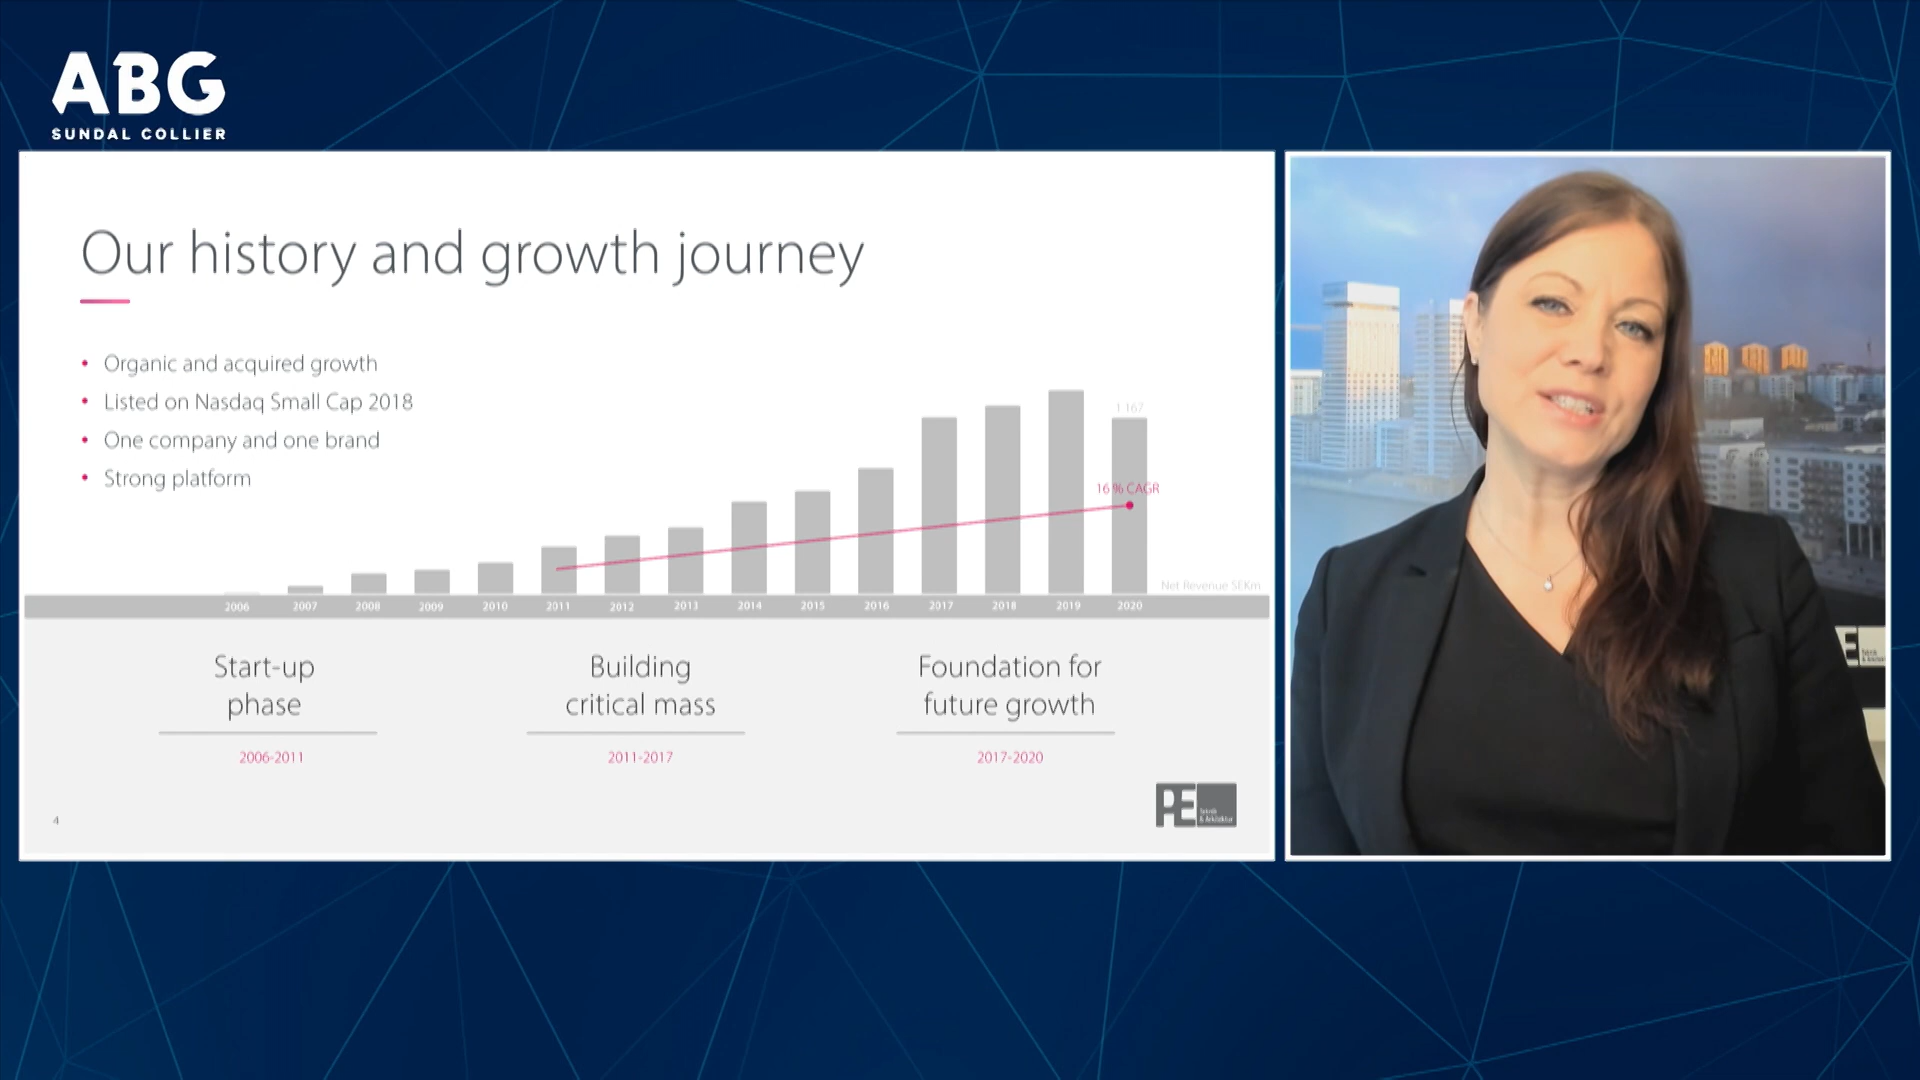 ABG
SUNDAL COLLIER
Our history and growth journey
• Organic and acquired growth
• Listed on Nasdaq Small Cap 2018
• One company and one brand
• Strong platform
1 167
16 % CAGR
Net Revenue SEKm
2006 2007 2008 2009 2010 2011 2012 2013 2014 2015 2016 2017 2018 2019 2020
Start-up
phase
2006-2011
Building
critical mass
2011-2017
Foundation for
future growth
2017-2020
4
PE Teknik
& Arkitektur
E Teknik